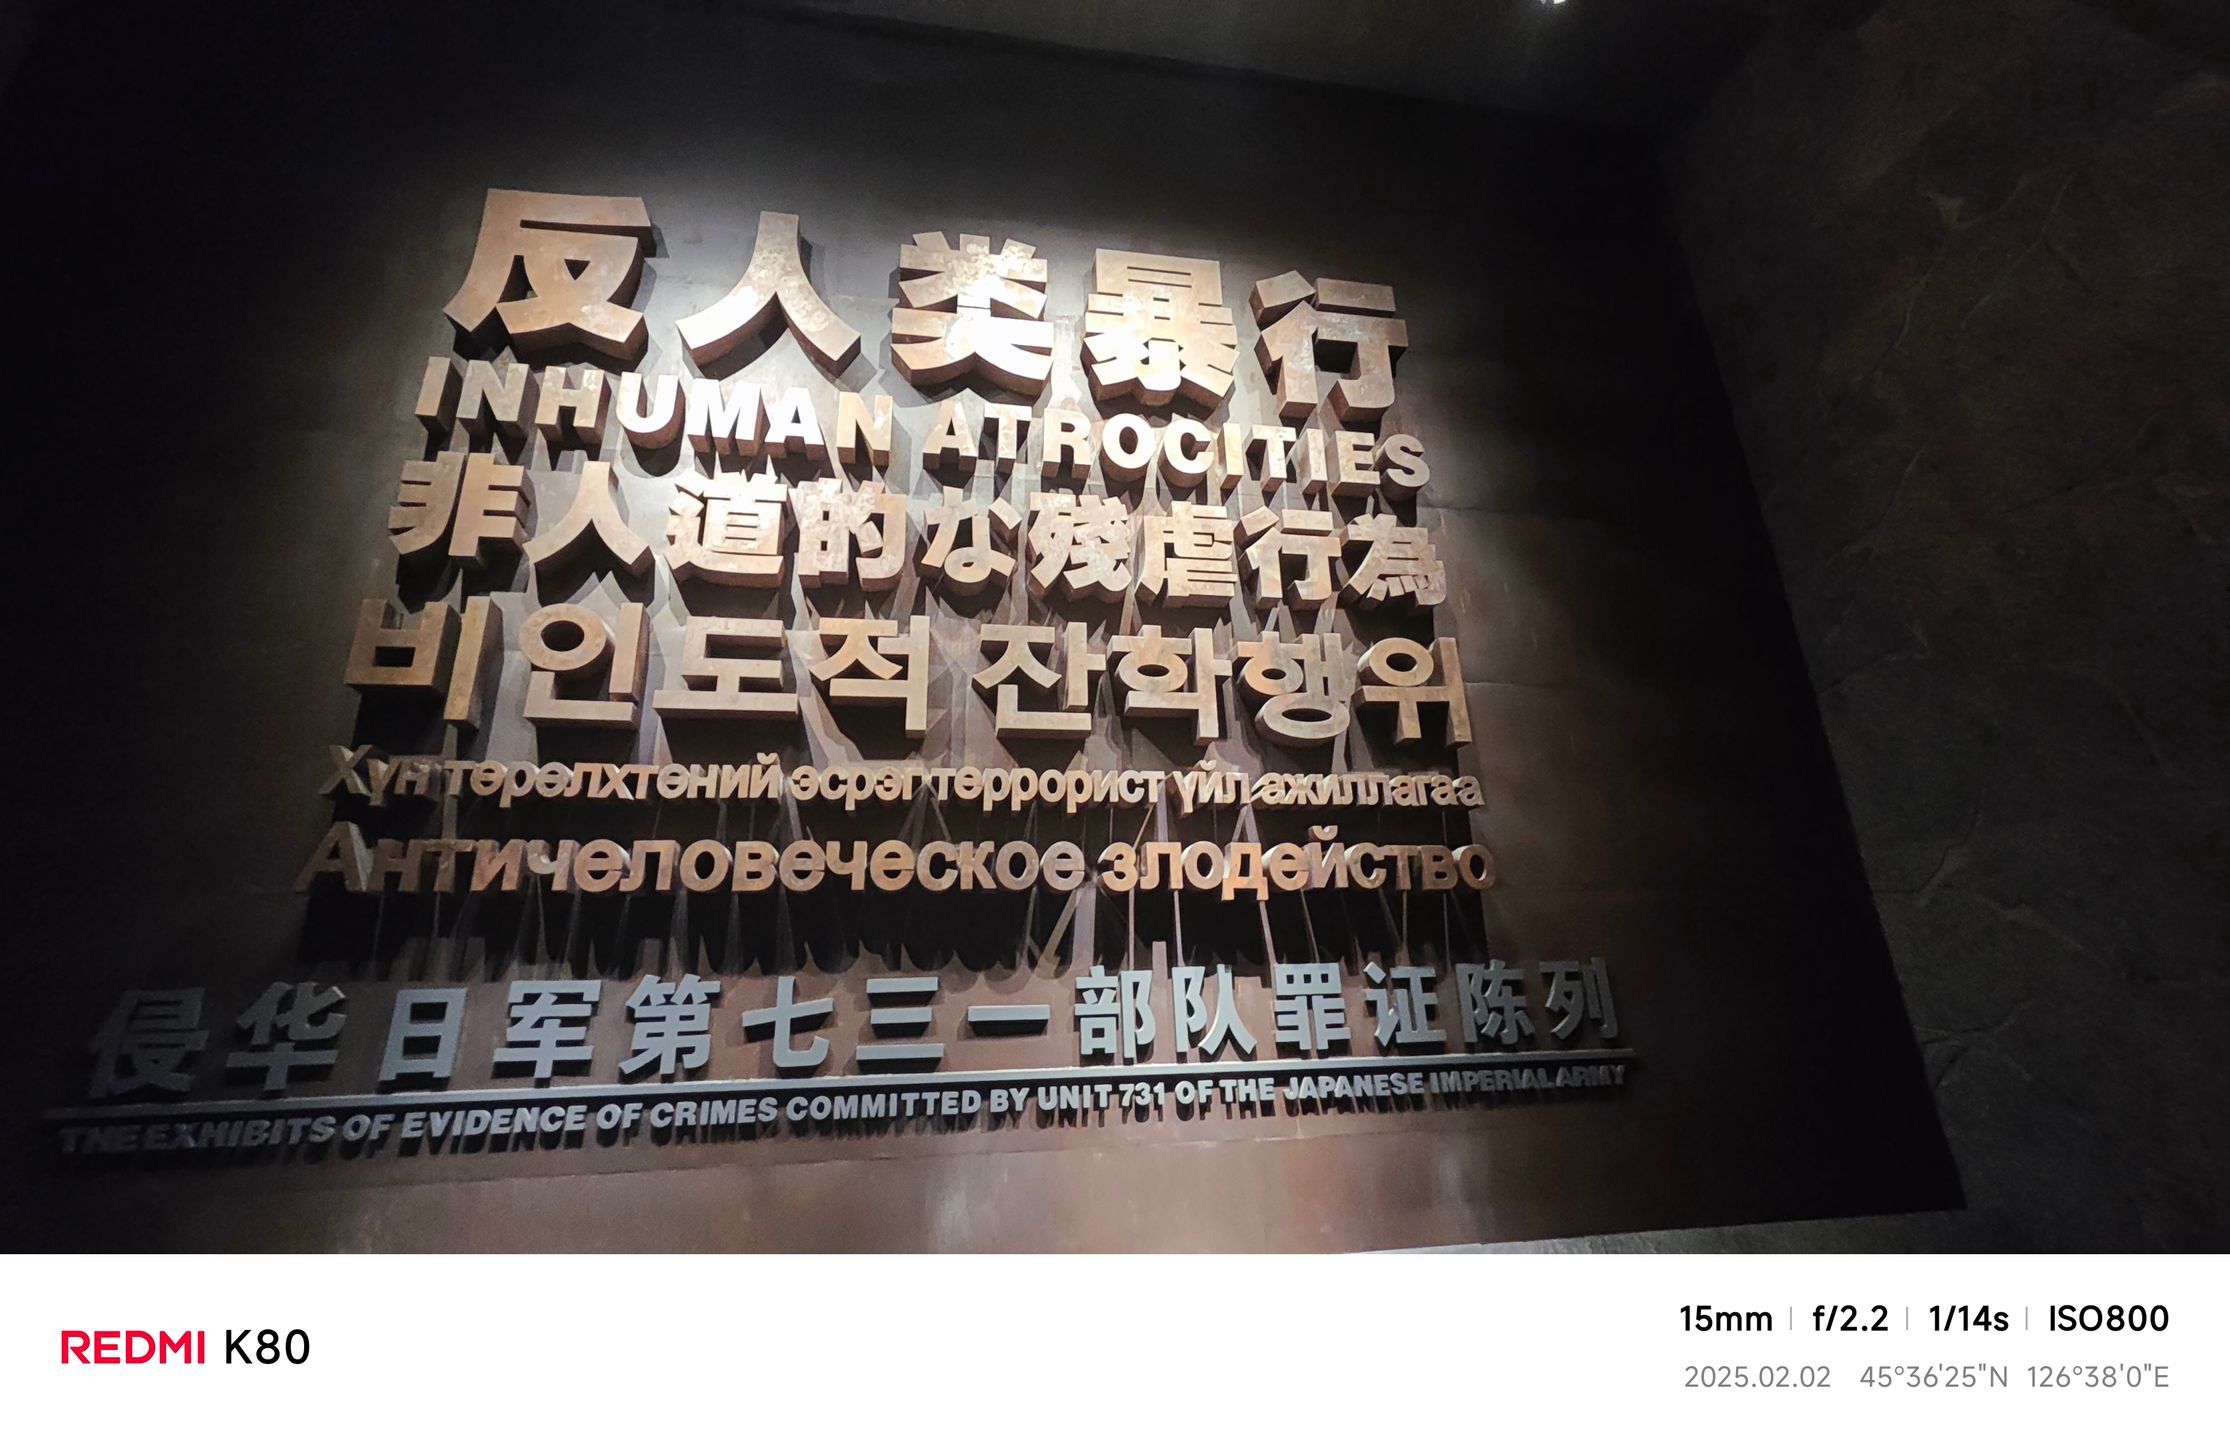 反人类暴行
INHUMAN ATROCITIES
非人道的な殘虐行為
비인도적 잔학행위
Хүн төрөлхтөний эсрэг террорист үйл ажиллагаа
Античеловеческое злодейство
侵华日军第七三一部队罪证陈列
THE EXHIBITS OF EVIDENCE OF CRIMES COMMITTED BY UNIT 731 OF THE JAPANESE IMPERIAL ARMY
REDMI K80
15mm | f/2.2 | 1/14s | ISO800
2025.02.02 45°36'25"N 126°38'0"E